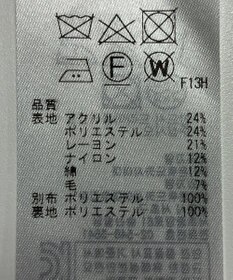 F W
F13H
品質
表地 アクリル 24%
ポリエステル 24%
レーヨン 21%
ナイロン 12%
綿 12%
毛 7%
別布 ポリエステル 100%
裏地 ポリエステル 100%